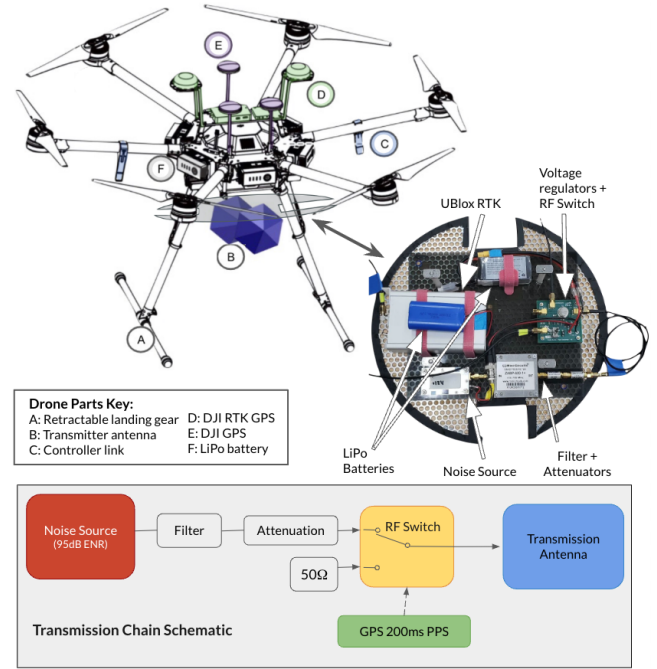 E
D
C
F
B
A
UBlox RTK
Voltage
regulators +
RF Switch
LiPo
Batteries
Noise Source
Filter +
Attenuators
Drone Parts Key:
A: Retractable landing gear
B: Transmitter antenna
C: Controller link
D: DJI RTK GPS
E: DJI GPS
F: LiPo battery
Noise Source
(95dB ENR)
Filter
Attenuation
RF Switch
Transmission
Antenna
50Ω
GPS 200ms PPS
Transmission Chain Schematic